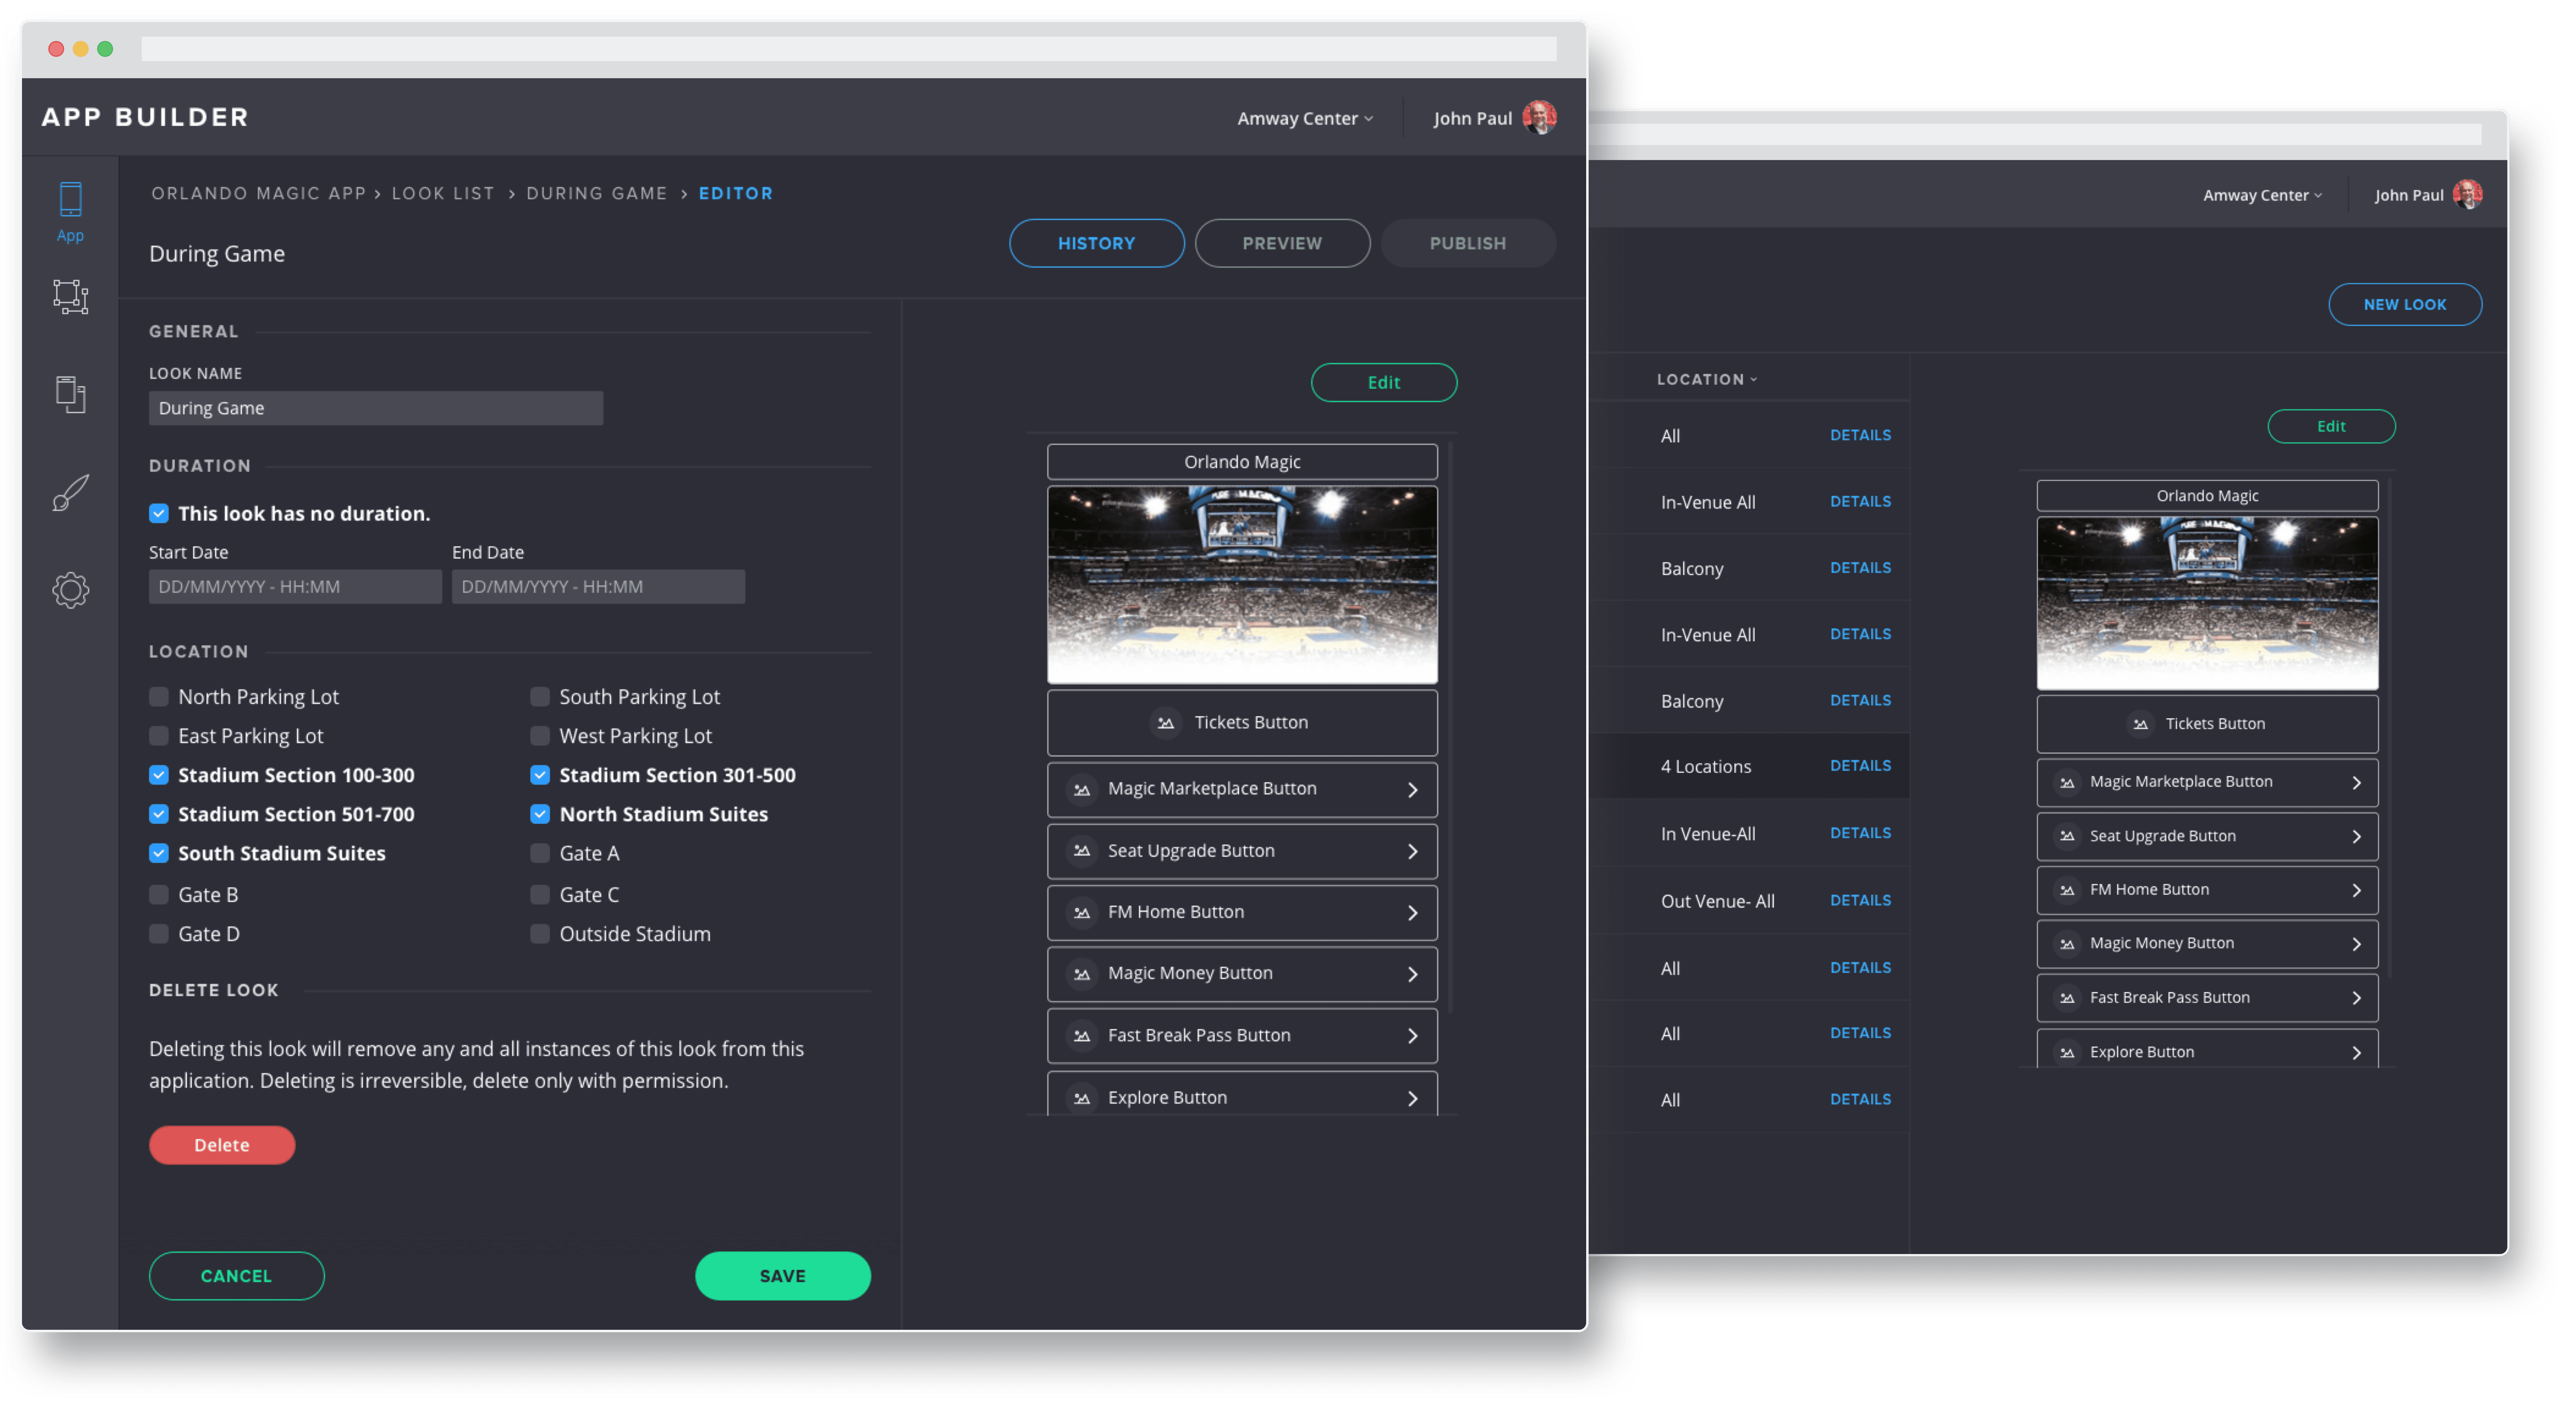 APP BUILDER
Amway Center
John Paul
App
ORLANDO MAGIC APP > LOOK LIST > DURING GAME > EDITOR
During Game
HISTORY
PREVIEW
PUBLISH
GENERAL
LOOK NAME
During Game
DURATION
This look has no duration.
Start Date
End Date
DD/MM/YYYY - HH:MM
DD/MM/YYYY - HH:MM
LOCATION
North Parking Lot
South Parking Lot
East Parking Lot
West Parking Lot
Stadium Section 100-300
Stadium Section 301-500
Stadium Section 501-700
North Stadium Suites
South Stadium Suites
Gate A
Gate B
Gate C
Gate D
Outside Stadium
DELETE LOOK
Deleting this look will remove any and all instances of this look from this
application. Deleting is irreversible, delete only with permission.
Delete
CANCEL
SAVE
Edit
Orlando Magic
PURE MAGIC
Tickets Button
Magic Marketplace Button
Seat Upgrade Button
FM Home Button
Magic Money Button
Fast Break Pass Button
Explore Button
Amway Center
John Paul
NEW LOOK
LOCATION
All
DETAILS
In-Venue All
DETAILS
Balcony
DETAILS
In-Venue All
DETAILS
Balcony
DETAILS
4 Locations
DETAILS
In Venue-All
DETAILS
Out Venue- All
DETAILS
All
DETAILS
All
DETAILS
All
DETAILS
Edit
Orlando Magic
PURE MAGIC
Tickets Button
Magic Marketplace Button
Seat Upgrade Button
FM Home Button
Magic Money Button
Fast Break Pass Button
Explore Button